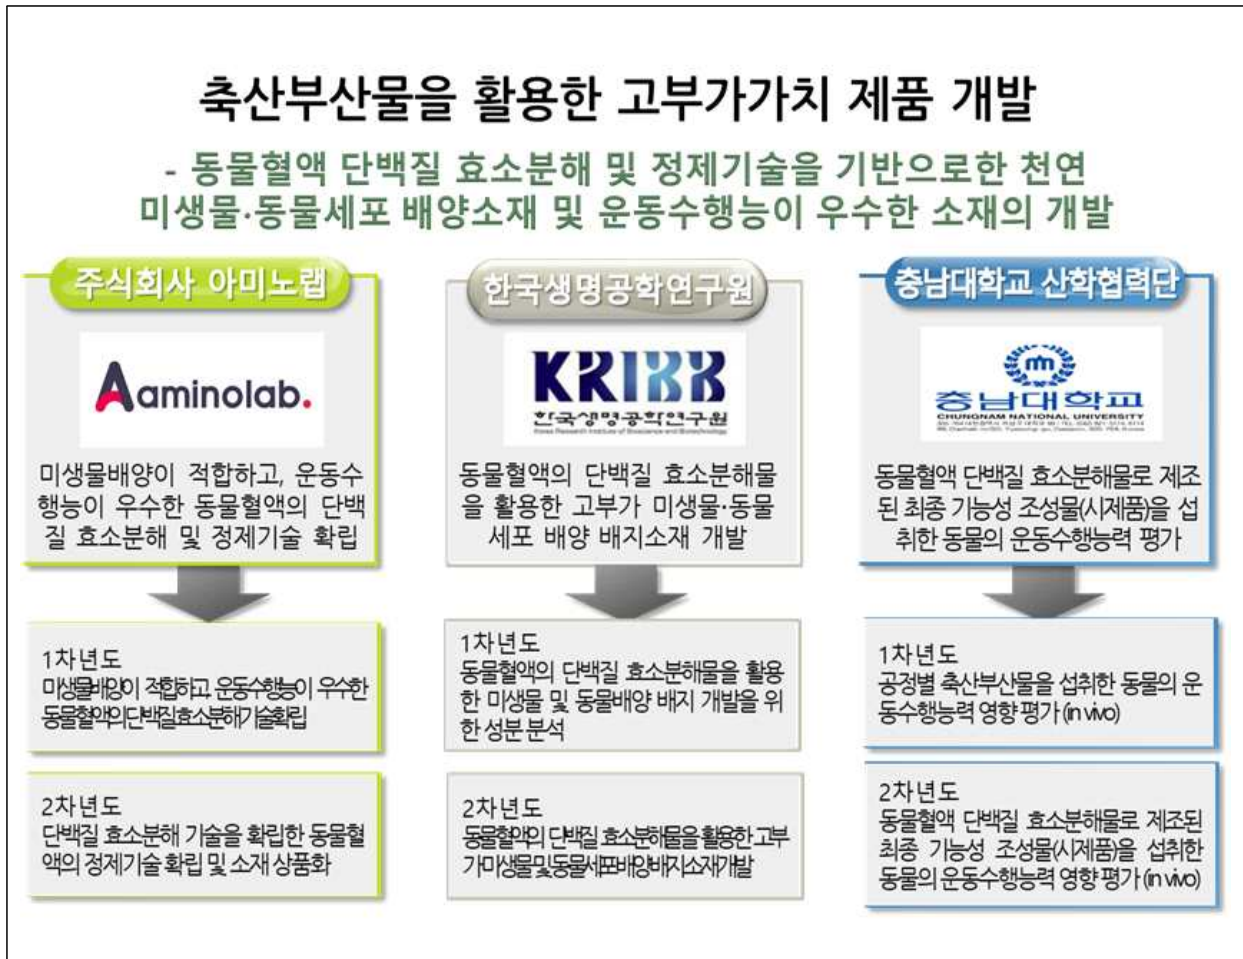 축산부산물을 활용한 고부가가치 제품 개발
- 동물혈액 단백질 효소분해 및 정제기술을 기반으로한 천연
미생물·동물세포 배양소재 및 운동수행능이 우수한 소재의 개발
주식회사 아미노랩
aminolab.
미생물배양이 적합하고, 운동수
행능이 우수한 동물혈액의 단백
질 효소분해 및 정제기술 확립
1차년도
미생물배양이 적합하고 운동수행능이 우수한
동물혈액의단백질효소분해기술확립
2차년도
단백질 효소분해 기술을 확립한 동물혈
액의 정제기술 확립 및 소재 상품화
한국생명공학연구원
KRIBB
한국생명공학연구원
Korea Research Institute of Bioscience and Biotechnology
동물혈액의 단백질 효소분해물
을 활용한 고부가 미생물·동물
세포 배양 배지소재 개발
1차년도
동물혈액의 단백질 효소분해물을 활용
한 미생물 및 동물배양 배지 개발을 위
한 성분 분석
2차년도
동물혈액의 단백질 효소분해물을 활용한 고부
가미생물및동물세포배양배지소재개발
충남대학교 산학협력단
충남대학교
CHUNGNAM NATIONAL UNIVERSITY
동물혈액 단백질 효소분해물로 제조
된 최종 기능성 조성물(시제품)을 섭
취한 동물의 운동수행능력 평가
1차년도
공정별 축산부산물을 섭취한 동물의 운
동수행능력 영향 평가 (in vivo)
2차년도
동물혈액 단백질 효소분해물로 제조된
최종 기능성 조성물(시제품)을 섭취한
동물의 운동수행능력 영향 평가 (in vivo)